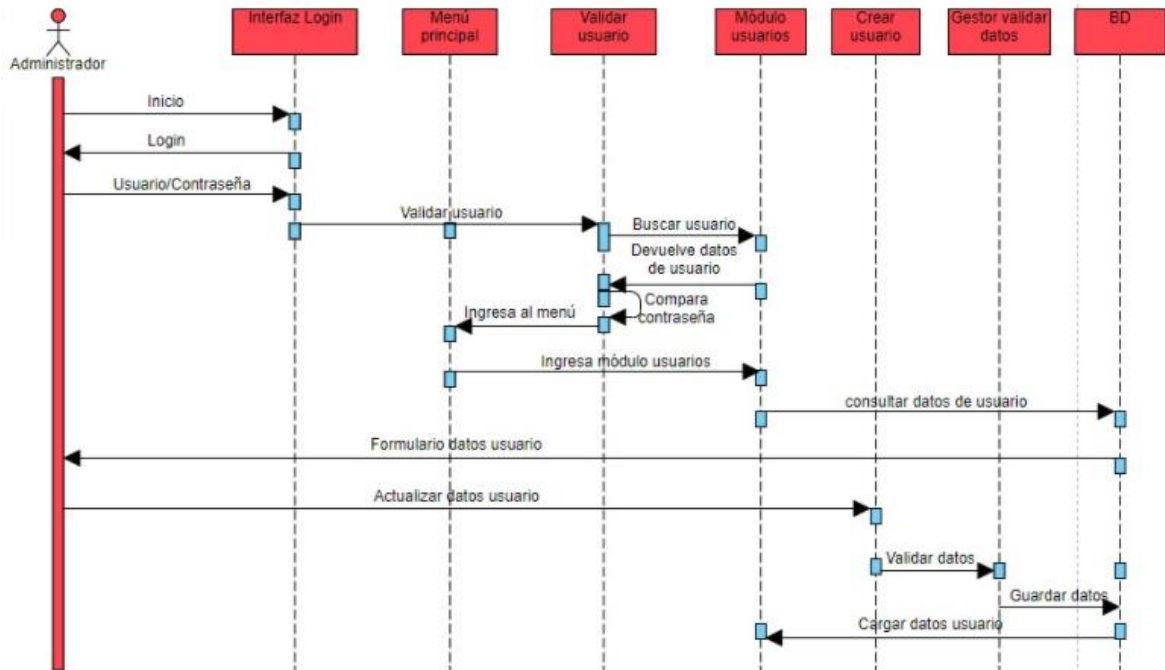 Interfaz Login
Menú
principal
Validar
usuario
Módulo
usuarios
Crear
usuario
Gestor validar
datos
BD
Administrador
Inicio
Login
Usuario/Contraseña
Validar usuario
Buscar usuario
Devuelve datos
de usuario
Compara
contraseña
Ingresa al menú
Ingresa módulo usuarios
consultar datos de usuario
Formulario datos usuario
Actualizar datos usuario
Validar datos
Guardar datos
Cargar datos usuario